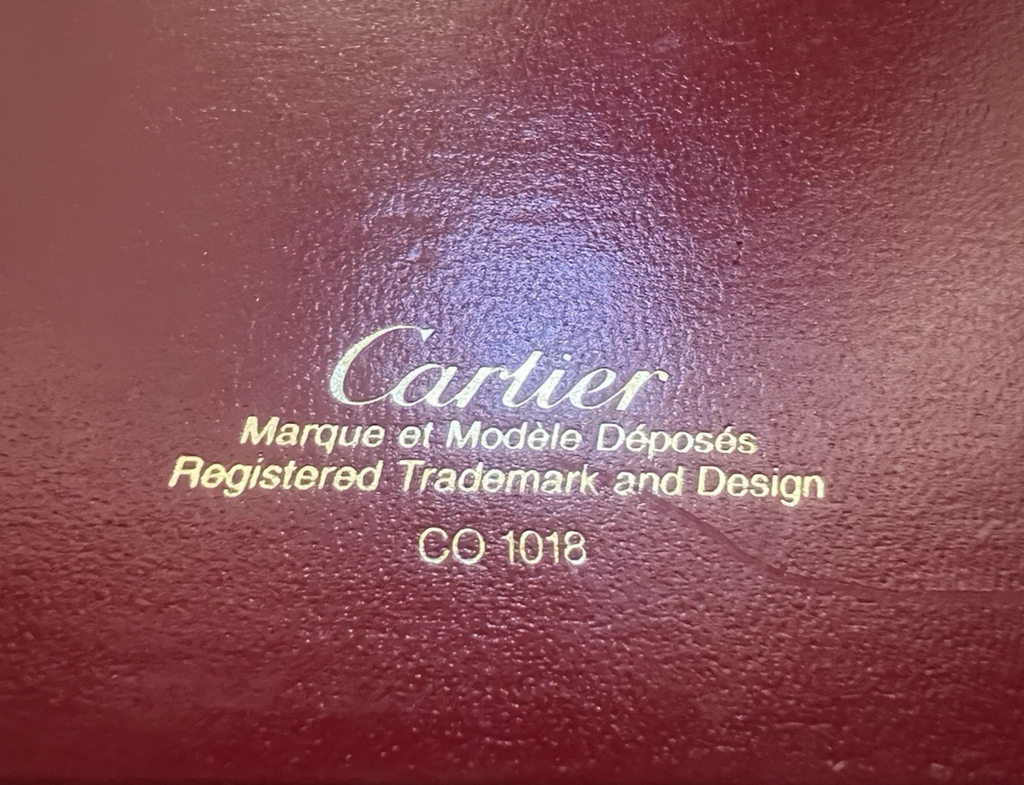 Cartier
Marque et Modèle Déposés
Registered Trademark and Design
CO 1018